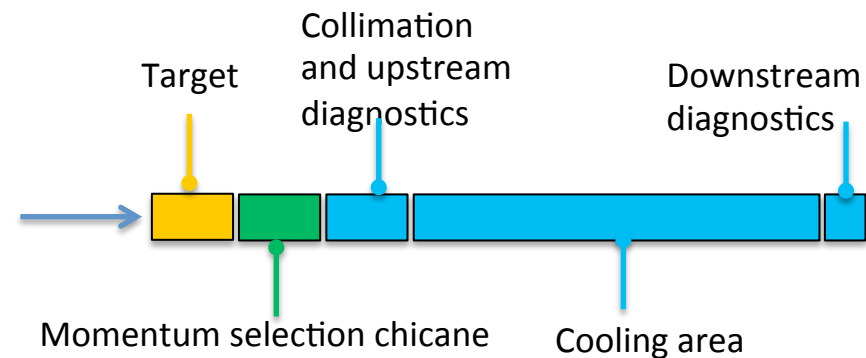 Collimation
and upstream
diagnostics
Target
Downstream
diagnostics
Momentum selection chicane
Cooling area